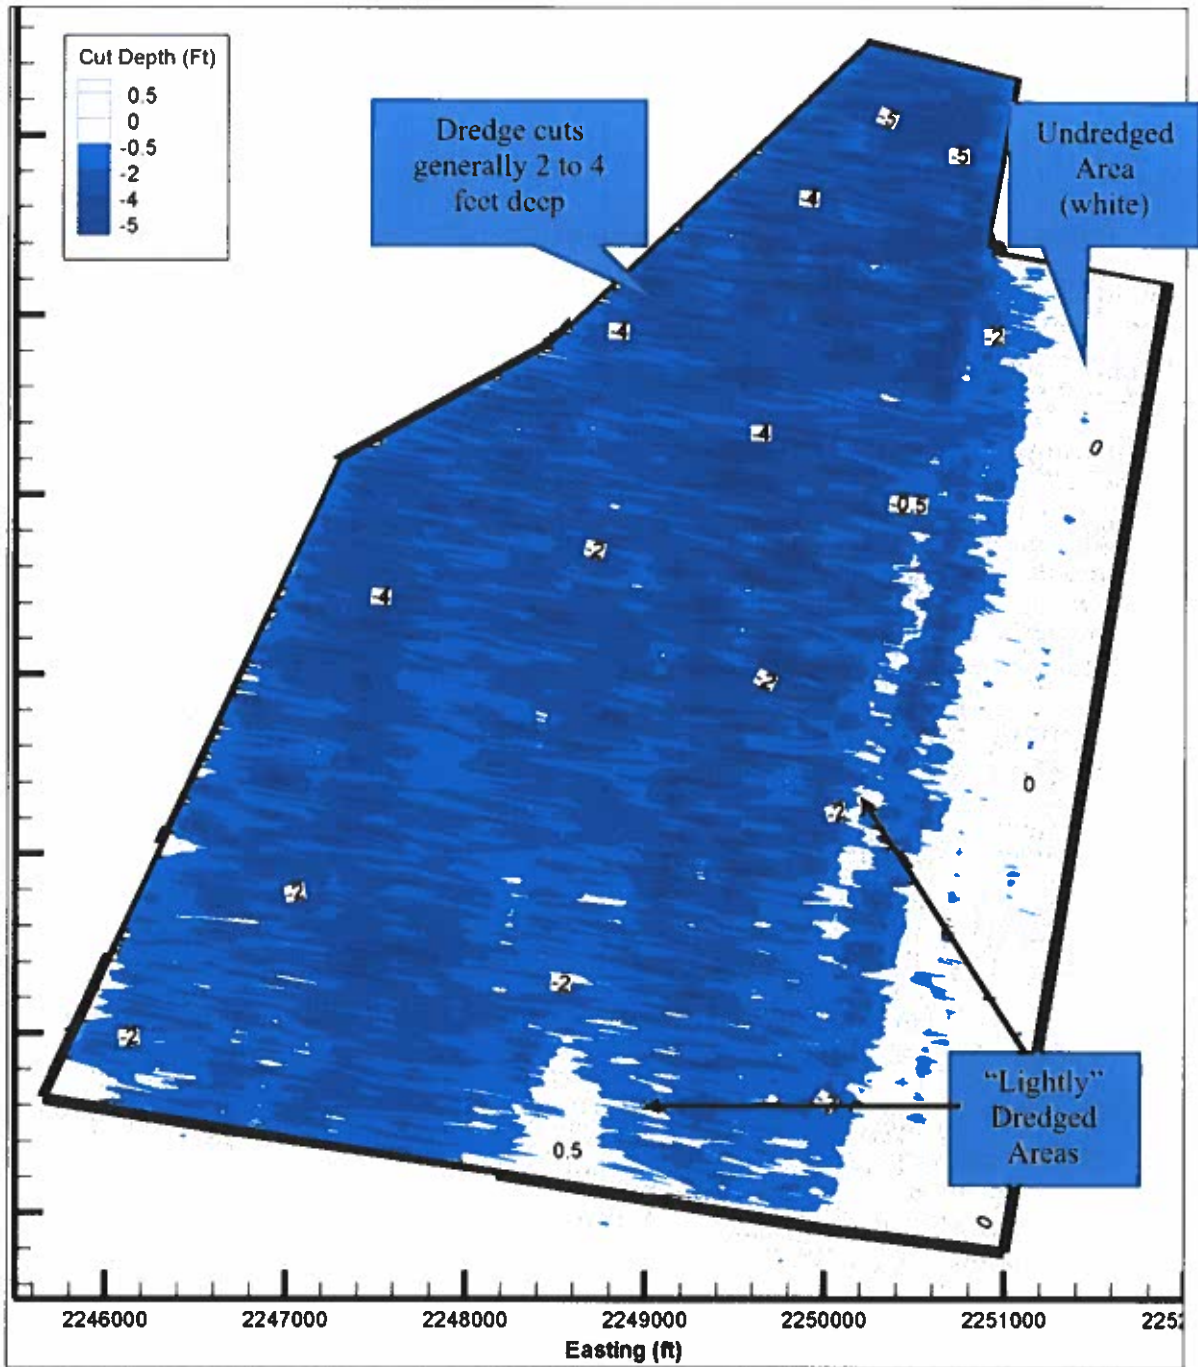 Cut Depth (Ft)
0.5
0
-0.5
-2
-4
-5
Dredge cuts
generally 2 to 4
feet deep
Undredged
Area
(white)
-5
-5
-4
-4
-2
-4
0
-0.5
-2
-4
-2
0
-2
-2
-2
-2
"Lightly"
Dredged
Areas
0.5
0
2246000
2247000
2248000
2249000
2250000
2251000
Easting (ft)